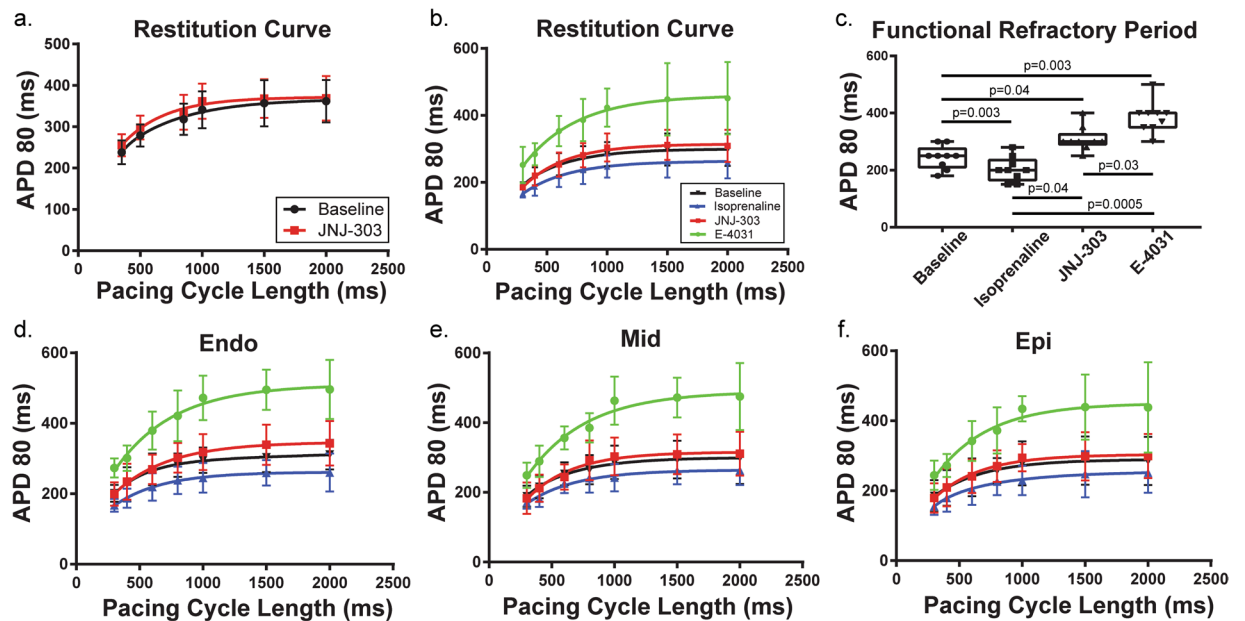 a.
Restitution Curve
APD 80 (ms)
500
400
300
200
100
0
0 500 1000 1500 2000 2500
Pacing Cycle Length (ms)
Baseline
JNJ-303
b.
Restitution Curve
APD 80 (ms)
600
400
200
0
0 500 1000 1500 2000 2500
Pacing Cycle Length (ms)
Baseline
Isoprenaline
JNJ-303
E-4031
c.
Functional Refractory Period
APD 80 (ms)
600
400
200
0
p=0.003
p=0.04
p=0.003
p=0.03
p=0.04
p=0.0005
Baseline
Isoprenaline
JNJ-303
E-4031
d.
Endo
APD 80 (ms)
600
400
200
0
0 500 1000 1500 2000 2500
Pacing Cycle Length (ms)
e.
Mid
APD 80 (ms)
600
400
200
0
0 500 1000 1500 2000 2500
Pacing Cycle Length (ms)
f.
Epi
APD 80 (ms)
600
400
200
0
0 500 1000 1500 2000 2500
Pacing Cycle Length (ms)